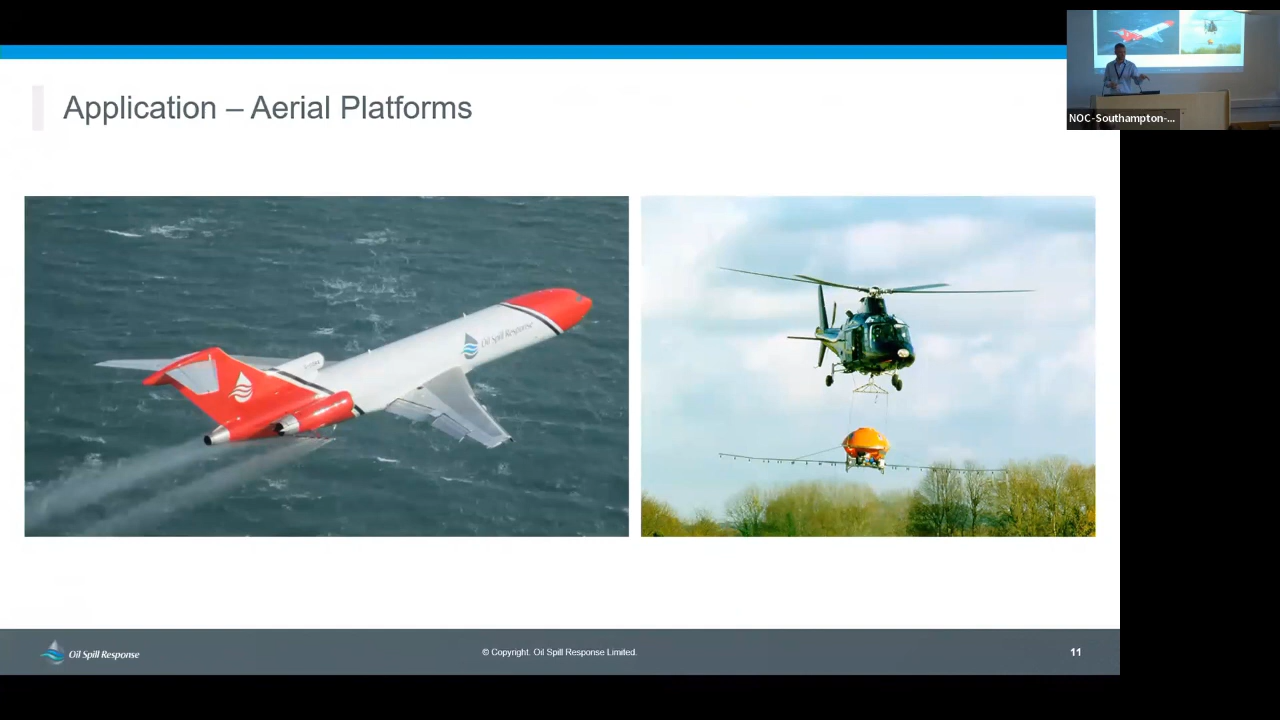 Application – Aerial Platforms
NOC-Southampton-...
Oil Spill Response
Oil Spill Response
© Copyright. Oil Spill Response Limited.
11